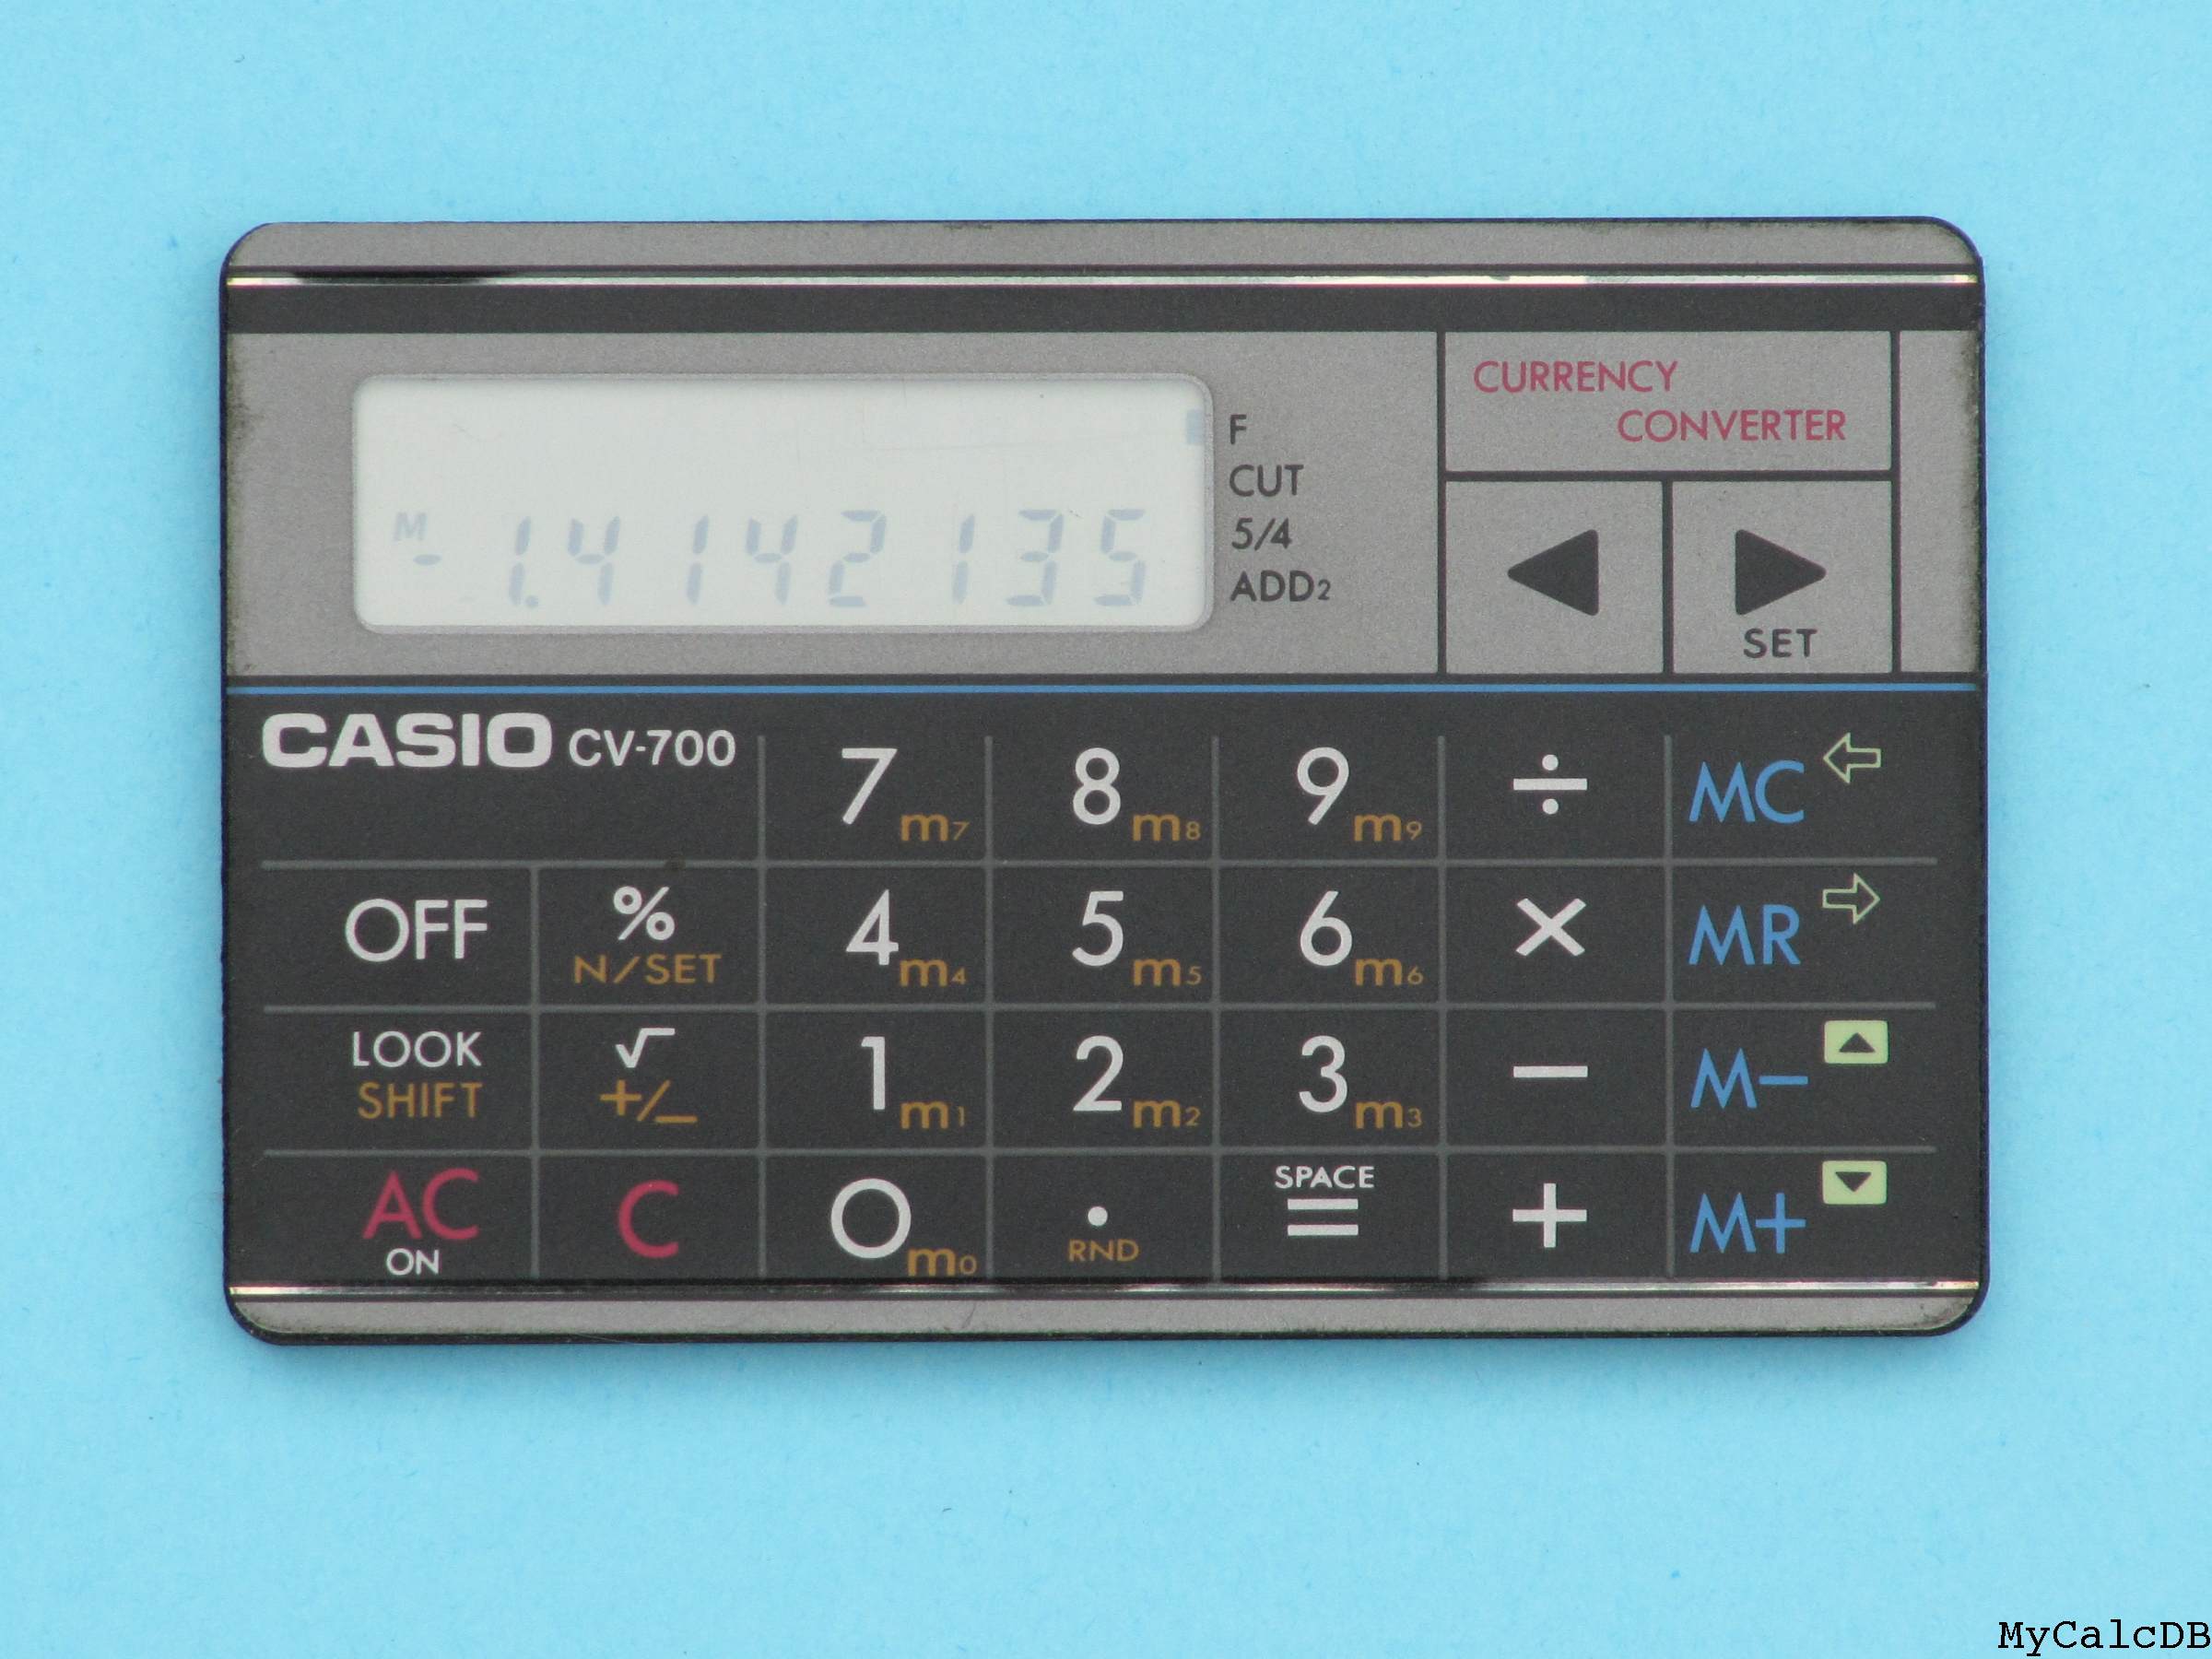 CURRENCY
CONVERTER
F
CUT
5/4
ADD2
M
-1.4142135
SET
CASIO CV-700
7 m7
8 m8
9 m9
÷
MC
OFF
%
N/SET
4 m4
5 m5
6 m6
×
MR
LOOK
SHIFT
√
+/−
1 m1
2 m2
3 m3
−
M−
AC
ON
C
0 m0
.
RND
SPACE
=
+
M+
MyCalcDB